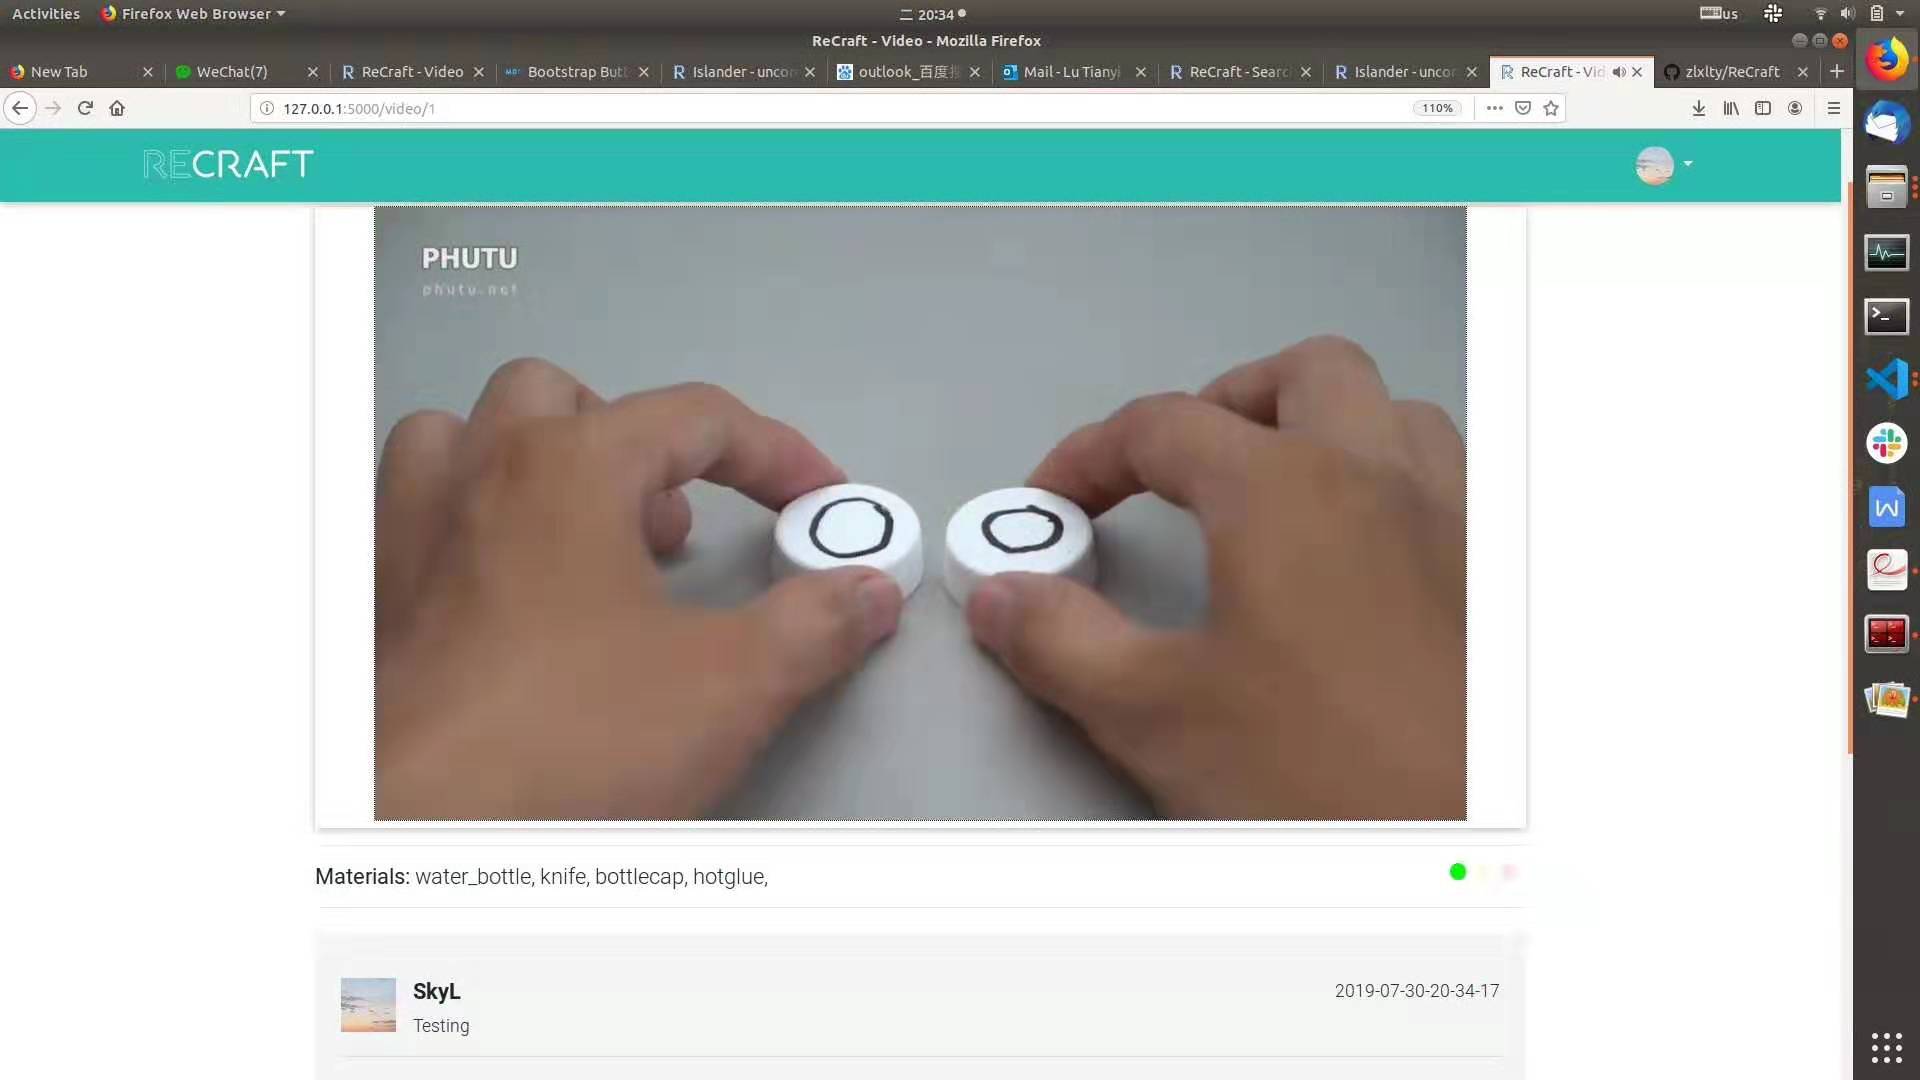 Activities Firefox Web Browser 二 20:34 us
ReCraft - Video - Mozilla Firefox
New Tab WeChat(7) ReCraft - Video Bootstrap Butt Islander - uncor outlook_百度 Mail - Lu Tianyi ReCraft - Searc Islander - uncor ReCraft - Vid zlxlty/ReCraft
127.0.0.1:5000/video/1 110%
RECRAFT
PHUTU
phutu.net
Materials: water_bottle, knife, bottlecap, hotglue,
SkyL 2019-07-30-20-34-17
Testing